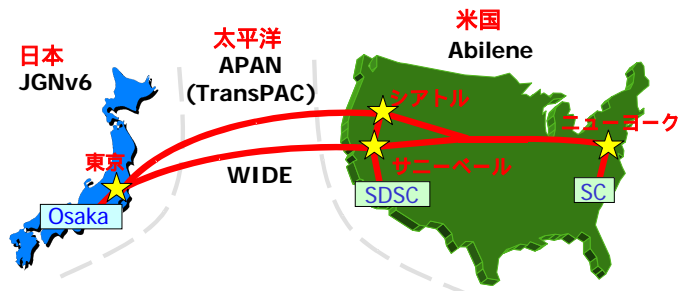 日本
JGNv6
太平洋
APAN
(TransPAC)
米国
Abilene
シアトル
ニューヨーク
東京
サニーベール
WIDE
SDSC
SC
Osaka